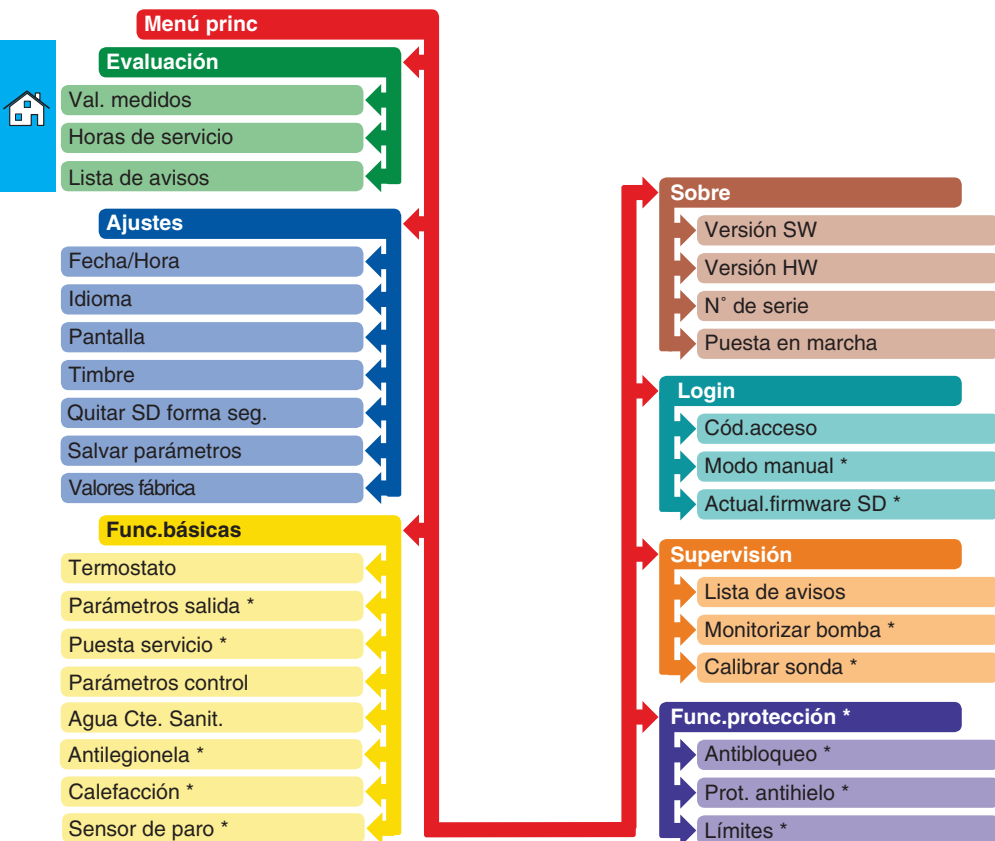 Menú princ
Evaluación
Val. medidos
Horas de servicio
Lista de avisos
Ajustes
Fecha/Hora
Idioma
Pantalla
Timbre
Quitar SD forma seg.
Salvar parámetros
Valores fábrica
Func.básicas
Termostato
Parámetros salida *
Puesta servicio *
Parámetros control
Agua Cte. Sanit.
Antilegionela *
Calefacción *
Sensor de paro *
Sobre
Versión SW
Versión HW
N˚ de serie
Puesta en marcha
Login
Cód.acceso
Modo manual *
Actual.firmware SD *
Supervisión
Lista de avisos
Monitorizar bomba *
Calibrar sonda *
Func.protección *
Antibloqueo *
Prot. antihielo *
Límites *